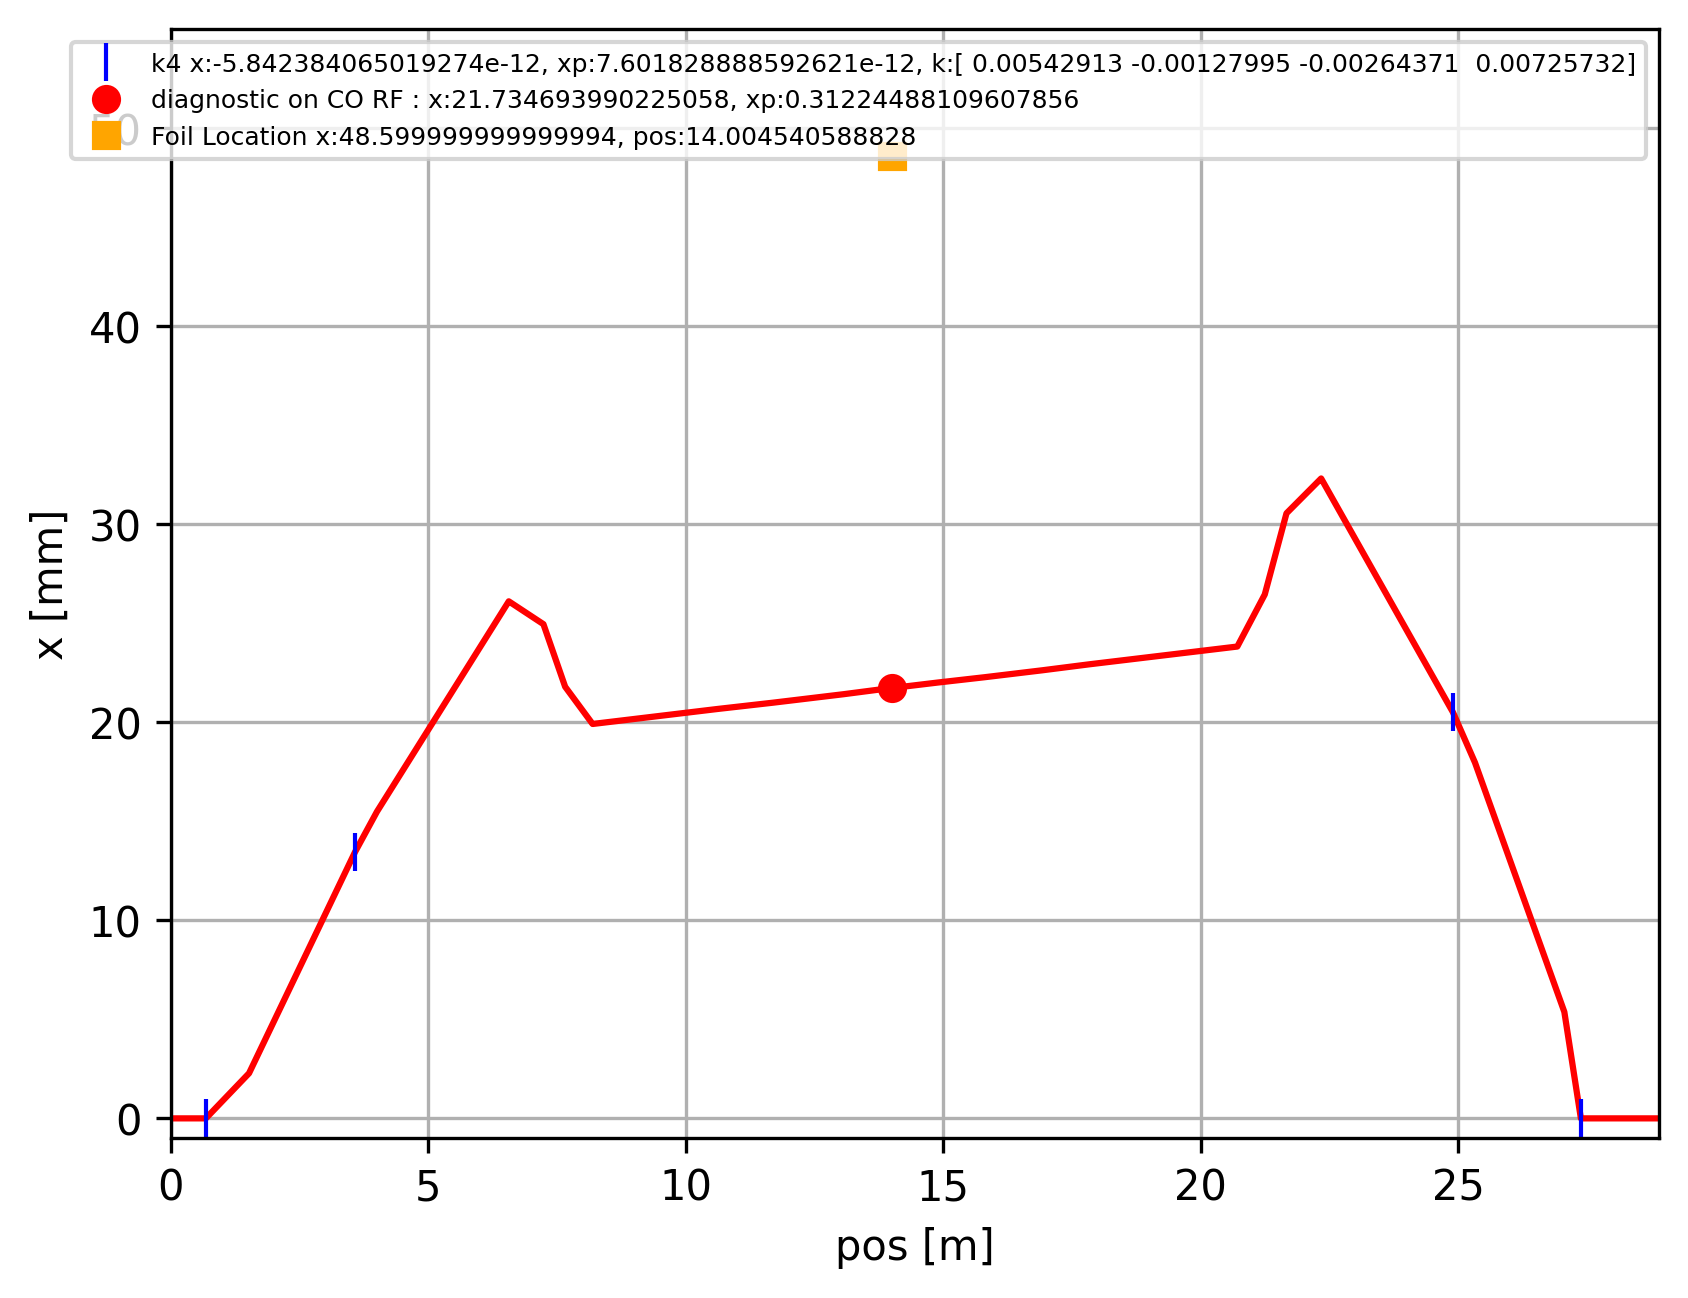 k4 x:-5.842384065019274e-12, xp:7.601828888592621e-12, k:[ 0.00542913 -0.00127995 -0.00264371  0.00725732]
diagnostic on CO RF : x:21.734693990225058, xp:0.31224488109607856
Foil Location x:48.599999999999994, pos:14.004540588828
50
40
30
20
10
0
x [mm]
0 5 10 15 20 25
pos [m]